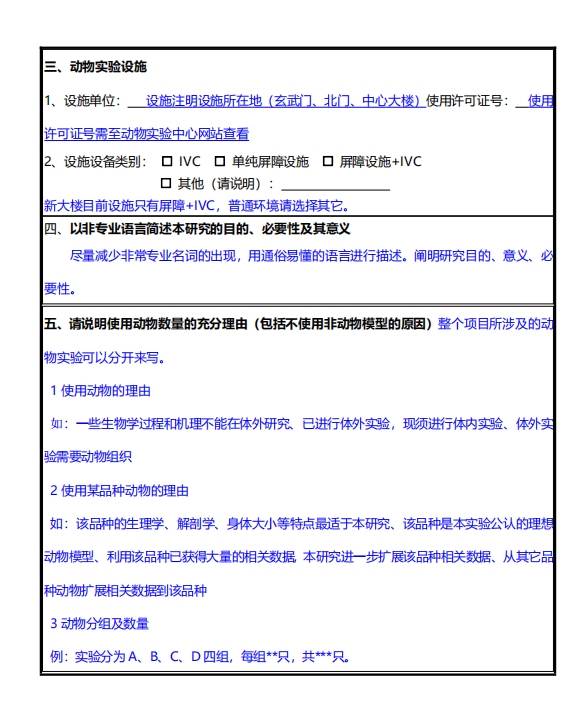 三、动物实验设施
1、设施单位： 设施注明设施所在地（玄武门、北门、中心大楼）使用许可证号： 使用
许可证号需至动物实验中心网站查看
2、设施设备类别： □ IVC □ 单纯屏障设施 □ 屏障设施+IVC
□ 其他（请说明）：
新大楼目前设施只有屏障+IVC，普通环境请选择其它。
四、以非专业语言简述本研究的目的、必要性及其意义
尽量减少非常专业名词的出现，用通俗易懂的语言进行描述。阐明研究目的、意义、必
要性。
五、请说明使用动物数量的充分理由（包括不使用非动物模型的原因）整个项目所涉及的动
物实验可以分开来写。
1 使用动物的理由
如：一些生物学过程和机理不能在体外研究、已进行体外实验，现须进行体内实验、体外实
验需要动物组织
2 使用某品种动物的理由
如：该品种的生理学、解剖学、身体大小等特点最适于本研究、该品种是本实验公认的理想
动物模型、利用该品种已获得大量的相关数据，本研究进一步扩展该品种相关数据、从其它品
种动物扩展相关数据到该品种
3 动物分组及数量
例：实验分为 A、B、C、D 四组，每组**只，共***只。